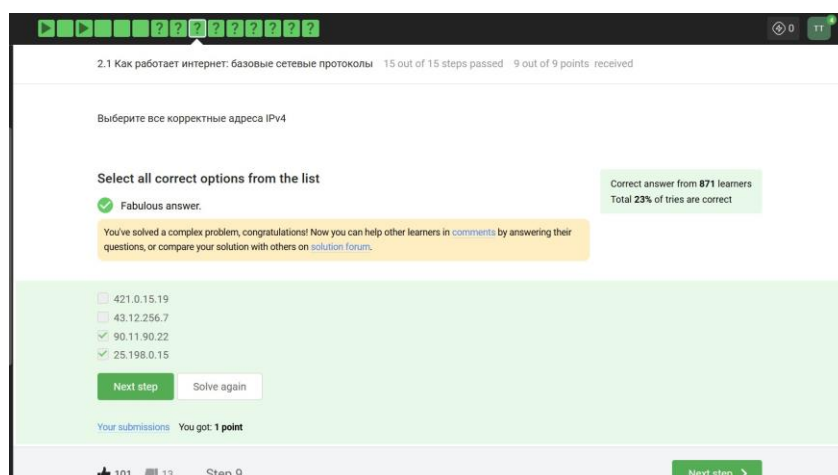 ? ? ? ? ? ? ? ? ?
0
TT
4
2.1 Как работает интернет: базовые сетевые протоколы 15 out of 15 steps passed 9 out of 9 points received
Выберите все корректные адреса IPv4
Select all correct options from the list
Fabulous answer.
You've solved a complex problem, congratulations! Now you can help other learners in comments by answering their
questions, or compare your solution with others on solution forum.
Correct answer from 871 learners
Total 23% of tries are correct
421.0.15.19
43.12.256.7
90.11.90.22
25.198.0.15
Next step Solve again
Your submissions You got: 1 point
101 13 Step 9 Next step